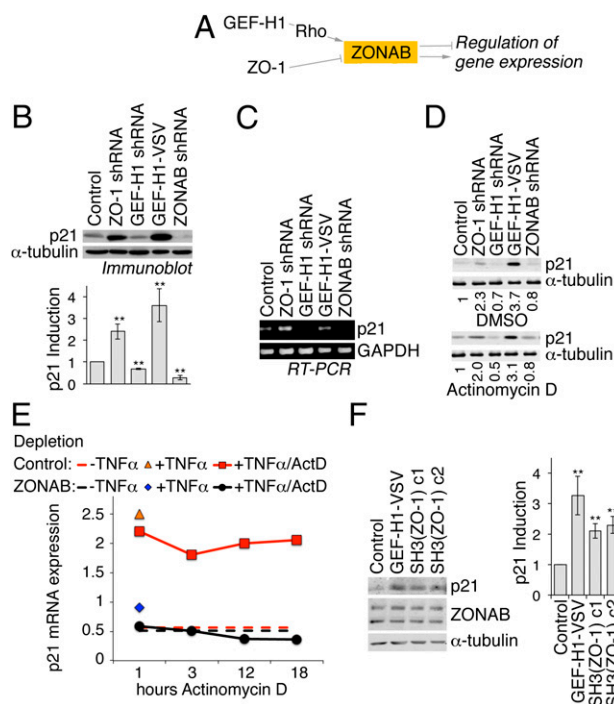 A
GEF-H1
Rho
ZONAB
ZO-1
Regulation of
gene expression
B
Control
ZO-1 shRNA
GEF-H1 shRNA
GEF-H1-VSV
ZONAB shRNA
p21
α-tubulin
Immunoblot
p21 Induction
5
4
3
2
1
0
**
**
**
**
C
Control
ZO-1 shRNA
GEF-H1 shRNA
GEF-H1-VSV
ZONAB shRNA
p21
GAPDH
RT-PCR
D
Control
ZO-1 shRNA
GEF-H1 shRNA
GEF-H1-VSV
ZONAB shRNA
p21
α-tubulin
1 2.3 0.7 3.7 0.8
DMSO
p21
α-tubulin
1 2.0 0.5 3.1 0.8
Actinomycin D
E
Depletion
Control: -TNFα +TNFα +TNFα/ActD
ZONAB: -TNFα +TNFα +TNFα/ActD
p21 mRNA expression
2.5
2
1.5
1
0.5
0
1 3 12 18
hours Actinomycin D
F
Control
GEF-H1-VSV
SH3(ZO-1) c1
SH3(ZO-1) c2
p21
ZONAB
α-tubulin
p21 Induction
5
4
3
2
1
0
**
**
**
Control
GEF-H1-VSV
SH3(ZO-1) c1
SH3(ZO-1) c2